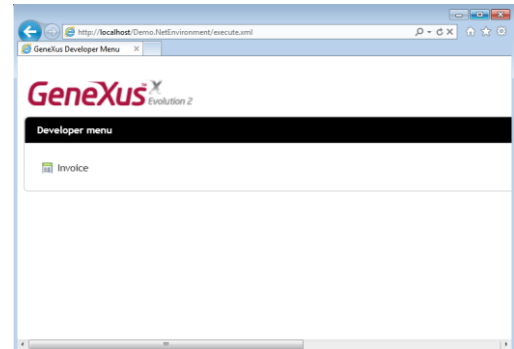 http://localhost/Demo.NetEnvironment/execute.xml
GeneXus Developer Menu
GeneXus X
Evolution 2
Developer menu
Invoice